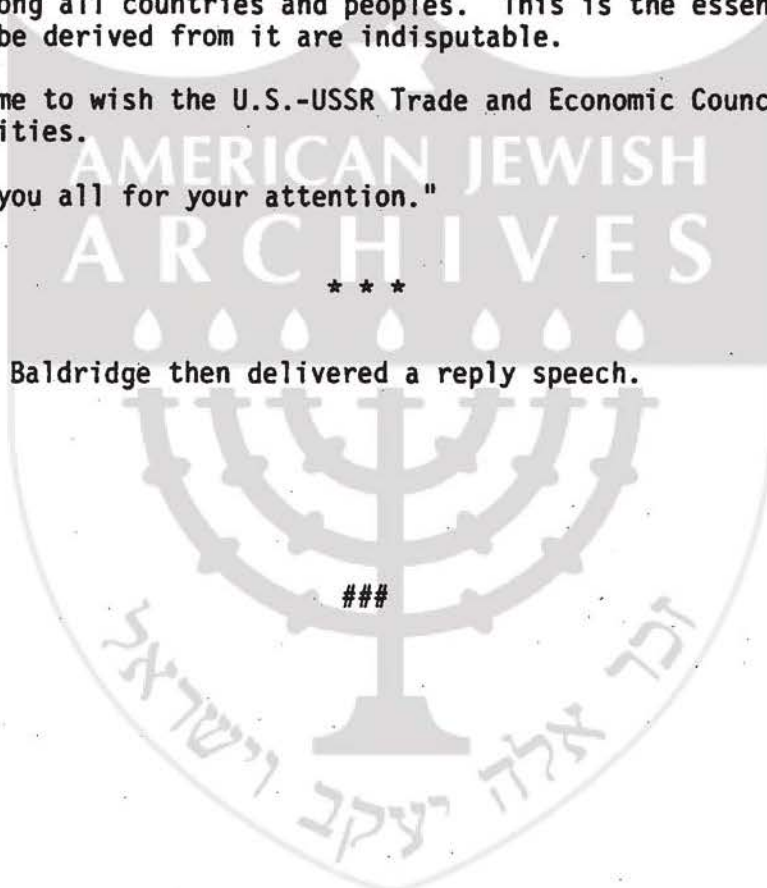 ong all countries and peoples. This is the essen
be derived from it are indisputable.
me to wish the U.S.-USSR Trade and Economic Counc
ities.
you all for your attention."
* * *
Baldridge then delivered a reply speech.
###
AMERICAN JEWISH
ARCHIVES
זכר אלה יעקב וישראל